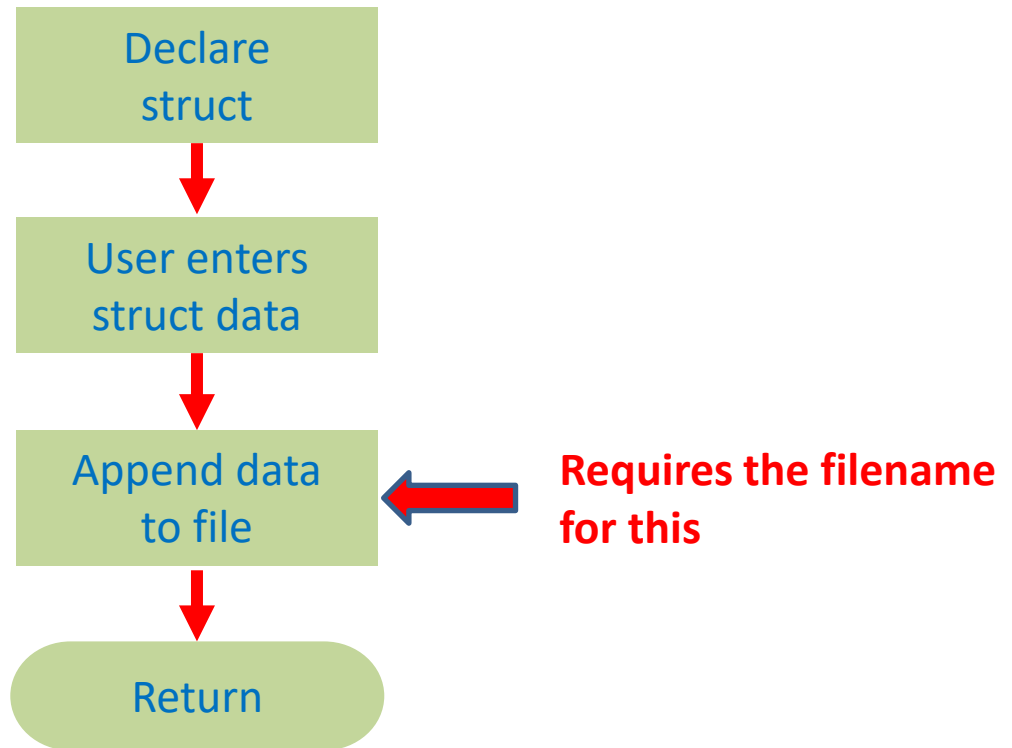 Declare
struct
User enters
struct data
Append data
to file
Requires the filename
for this
Return